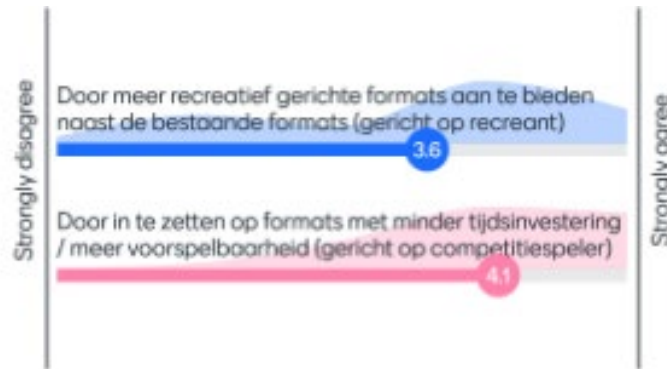 Strongly disagree
Door meer recreatief gerichte formats aan te bieden
naast de bestaande formats (gericht op recreant)
3.6
Door in te zetten op formats met minder tijdsinvestering
/ meer voorspelbaarheid (gericht op competitiespeler)
4.1
Strongly agree